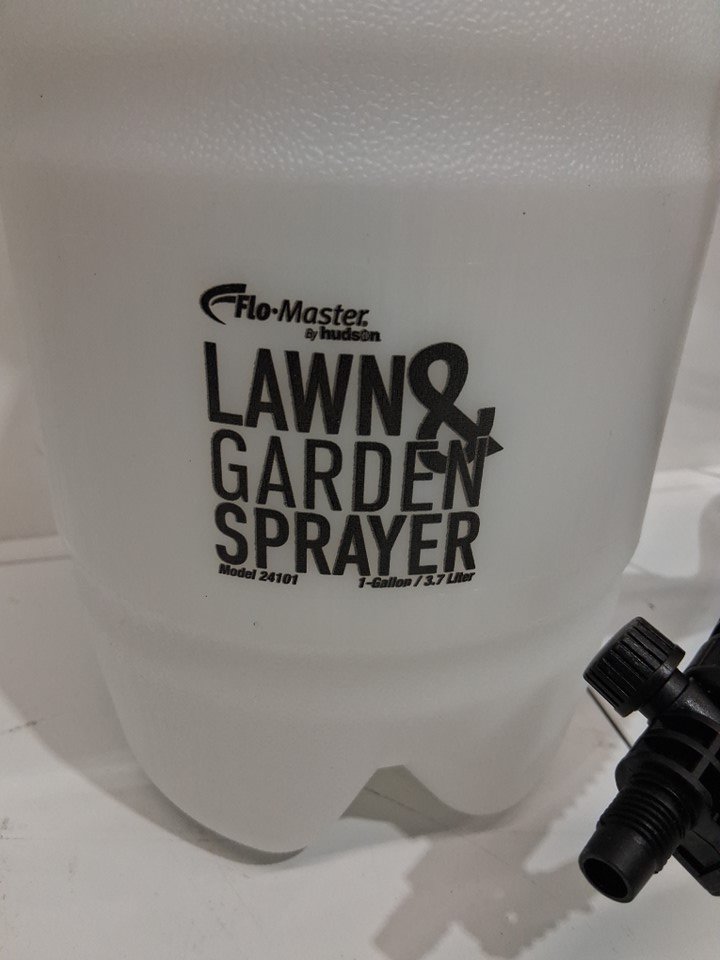 Flo·Master.
By hudson
LAWN &
GARDEN
SPRAYER
Model 24101 1-Gallon / 3.7 Liter